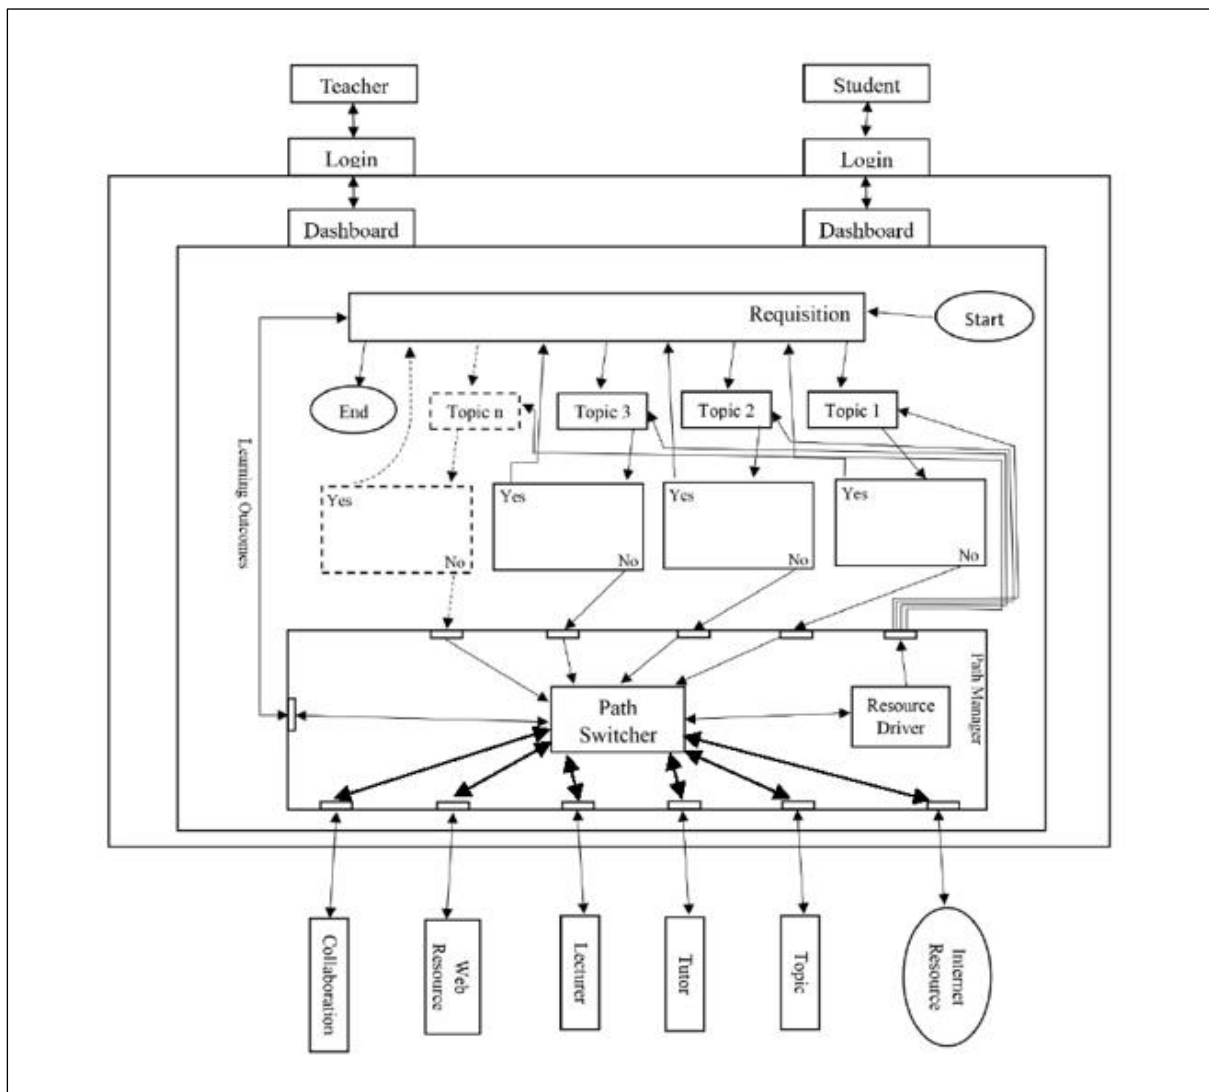 Teacher
Student
Login
Login
Dashboard
Dashboard
Requisition
Start
End
Topic n
Topic 3
Topic 2
Topic 1
Learning Outcomes
Yes
No
Yes
No
Yes
No
Yes
No
Path Manager
Path
Switcher
Resource
Driver
Collaboration
Web
Resource
Lecturer
Tutor
Topic
Internet
Resource